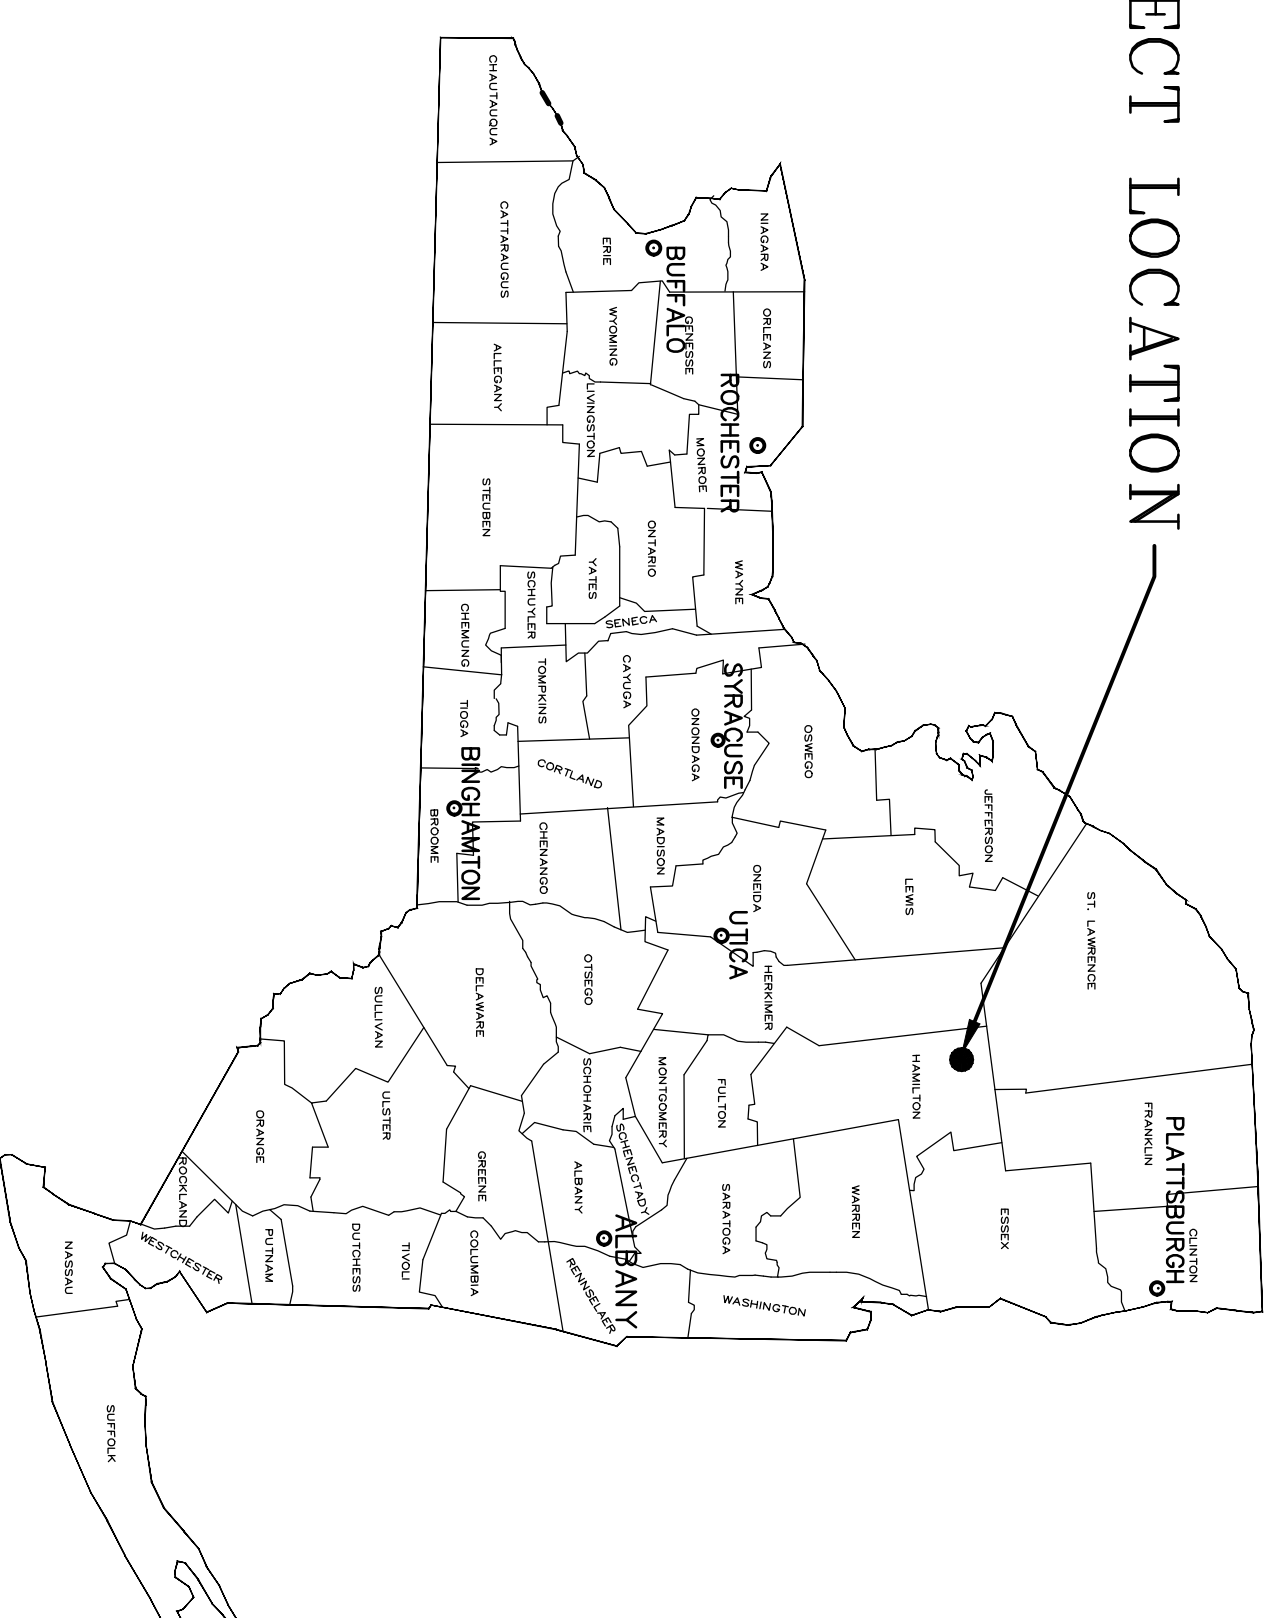 ECT LOCATION
PLATTSBURGH
CLINTON
FRANKLIN
ST. LAWRENCE
ESSEX
JEFFERSON
HAMILTON
LEWIS
WARREN
OSWEGO
HERKIMER
NIAGARA
ORLEANS
ROCHESTER
WAYNE
SYRACUSE
ONEIDA
UTICA
FULTON
SARATOGA
WASHINGTON
BUFFALO
GENESSE
MONROE
ONONDAGA
MADISON
MONTGOMERY
ERIE
WYOMING
LIVINGSTON
ONTARIO
YATES
SENECA
CAYUGA
CORTLAND
OTSEGO
SCHOHARIE
SCHENECTADY
ALBANY
ALBANY
RENNSELAER
CHAUTAUQUA
CATTARAUGUS
ALLEGANY
STEUBEN
SCHUYLER
CHEMUNG
TOMPKINS
TIOGA
BINGHAMTON
BROOME
CHENANGO
DELAWARE
GREENE
COLUMBIA
SULLIVAN
ULSTER
TIVOLI
DUTCHESS
ORANGE
PUTNAM
ROCKLAND
WESTCHESTER
NASSAU
SUFFOLK